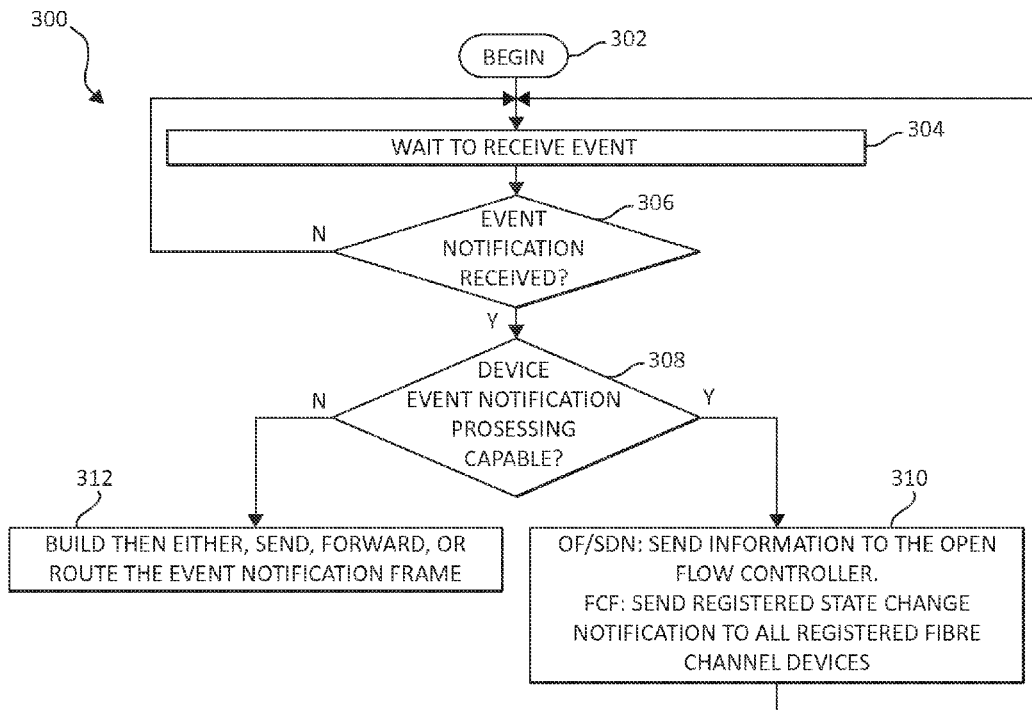 300
BEGIN
302
WAIT TO RECEIVE EVENT
304
306
EVENT
NOTIFICATION
RECEIVED?
N
Y
308
DEVICE
EVENT NOTIFICATION
PROSESSING
CAPABLE?
N
Y
312
BUILD THEN EITHER, SEND, FORWARD, OR
ROUTE THE EVENT NOTIFICATION FRAME
310
OF/SDN: SEND INFORMATION TO THE OPEN
FLOW CONTROLLER.
FCF: SEND REGISTERED STATE CHANGE
NOTIFICATION TO ALL REGISTERED FIBRE
CHANNEL DEVICES